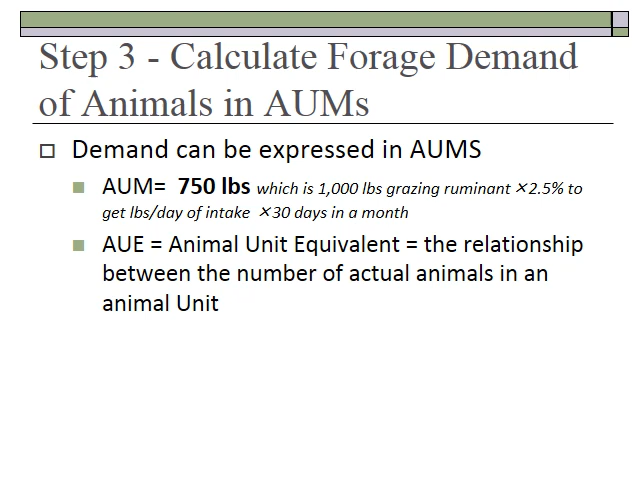 Step 3 - Calculate Forage Demand
of Animals in AUMs
Demand can be expressed in AUMS
AUM= 750 lbs which is 1,000 lbs grazing ruminant ×2.5% to
get lbs/day of intake ×30 days in a month
AUE = Animal Unit Equivalent = the relationship
between the number of actual animals in an
animal Unit